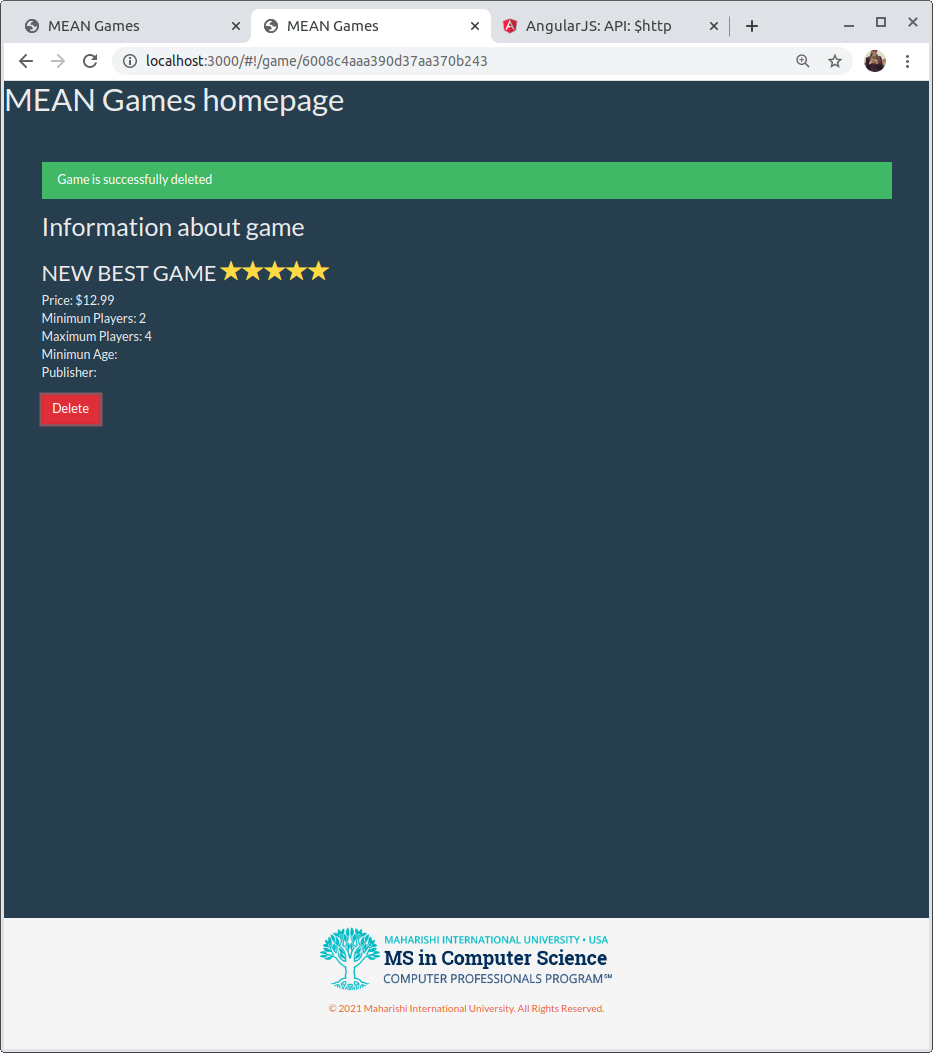 MEAN Games
MEAN Games
AngularJS: API: $http
localhost:3000/#!/game/6008c4aaa390d37aa370b243
MEAN Games homepage
Game is successfully deleted
Information about game
NEW BEST GAME ★★★★★
Price: $12.99
Minimun Players: 2
Maximum Players: 4
Minimun Age:
Publisher:
Delete
MAHARISHI INTERNATIONAL UNIVERSITY • USA
MS in Computer Science
COMPUTER PROFESSIONALS PROGRAM℠
© 2021 Maharishi International University. All Rights Reserved.